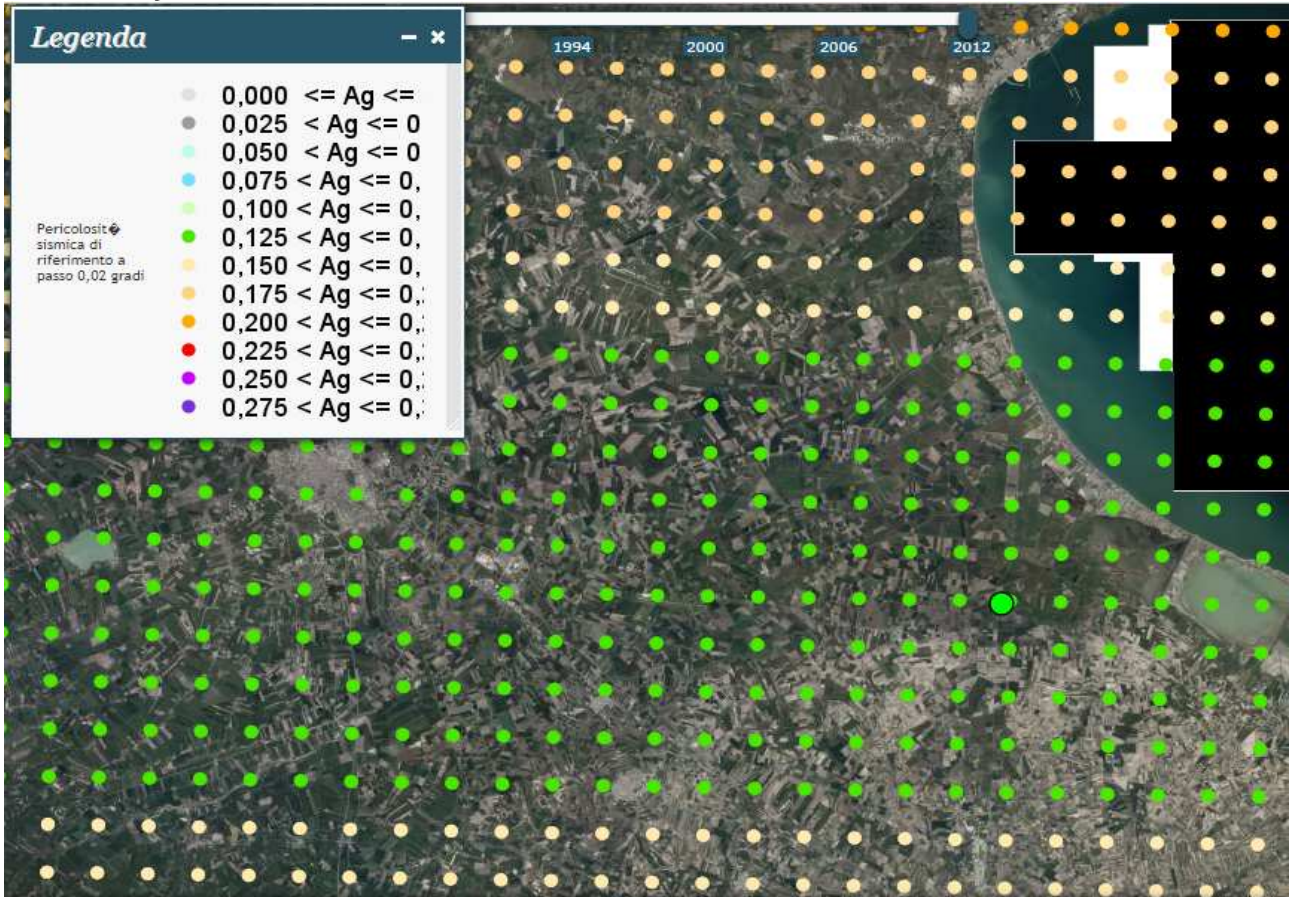 Legenda
1994 2000 2006 2012
0,000 <= Ag <=
0,025 < Ag <= 0
0,050 < Ag <= 0
0,075 < Ag <= 0,
0,100 < Ag <= 0,
0,125 < Ag <= 0,
0,150 < Ag <= 0,
0,175 < Ag <= 0,
0,200 < Ag <= 0,
0,225 < Ag <= 0,
0,250 < Ag <= 0,
0,275 < Ag <= 0,
Pericolosit�
sismica di
riferimento a
passo 0,02 gradi